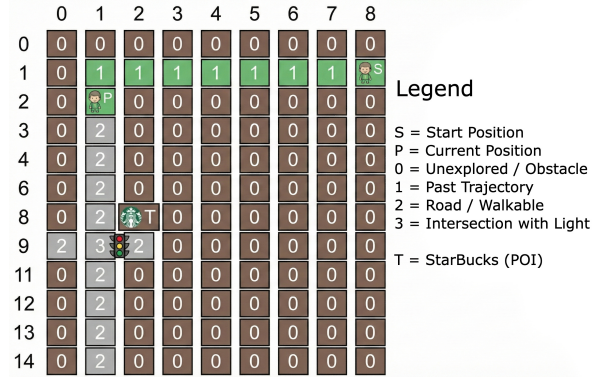 0 1 2 3 4 5 6 7 8
0 0 0 0 0 0 0 0 0 0
1 0 1 1 1 1 1 1 1 S
2 0 P 0 0 0 0 0 0 0
3 0 2 0 0 0 0 0 0 0
4 0 2 0 0 0 0 0 0 0
6 0 2 0 0 0 0 0 0 0
8 0 2 T 0 0 0 0 0 0
9 2 3 2 0 0 0 0 0 0
11 0 2 0 0 0 0 0 0 0
12 0 2 0 0 0 0 0 0 0
13 0 2 0 0 0 0 0 0 0
14 0 2 0 0 0 0 0 0 0
Legend
S = Start Position
P = Current Position
0 = Unexplored / Obstacle
1 = Past Trajectory
2 = Road / Walkable
3 = Intersection with Light
T = StarBucks (POI)